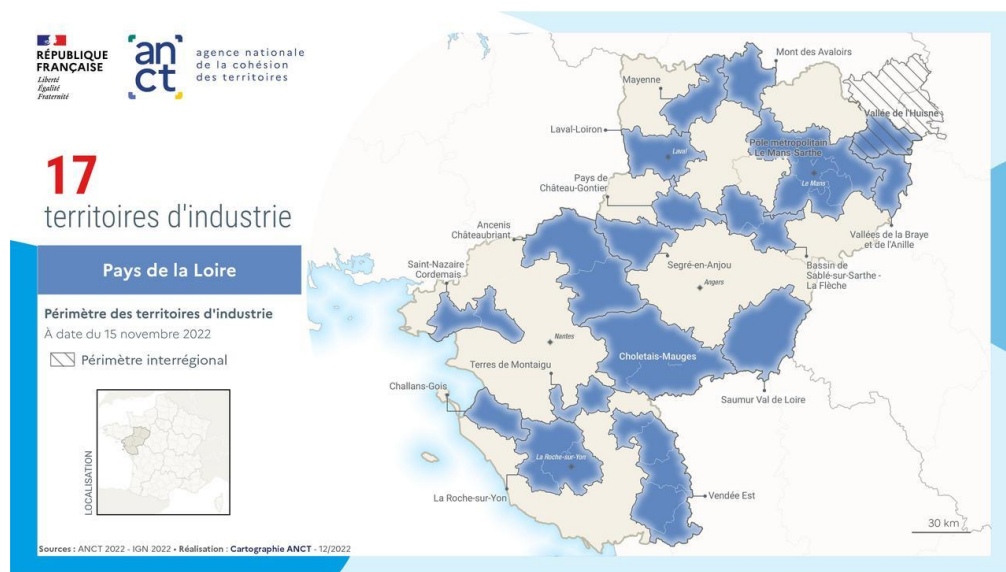 RÉPUBLIQUE
FRANÇAISE
Liberté
Égalité
Fraternité
anct
agence nationale
de la cohésion
des territoires
17
territoires d'industrie
Pays de la Loire
Périmètre des territoires d'industrie
À date du 15 novembre 2022
Périmètre interrégional
LOCALISATION
Mont des Avaloirs
Mayenne
Vallée de l'Huisne
Laval-Loiron
Laval
Pôle métropolitain
Le Mans-Sarthe
Le Mans
Pays de
Château-Gontier
Ancenis
Châteaubriant
Vallées de la Braye
et de l'Anille
Saint-Nazaire
Cordemais
Segré-en-Anjou
Bassin de
Sablé-sur-Sarthe -
La Flèche
Angers
Nantes
Choletais-Mauges
Terres de Montaigu
Challans-Gois
Saumur Val de Loire
La Roche-sur-Yon
La Roche-sur-Yon
Vendée Est
30 km
Sources : ANCT 2022 - IGN 2022 • Réalisation : Cartographie ANCT - 12/2022